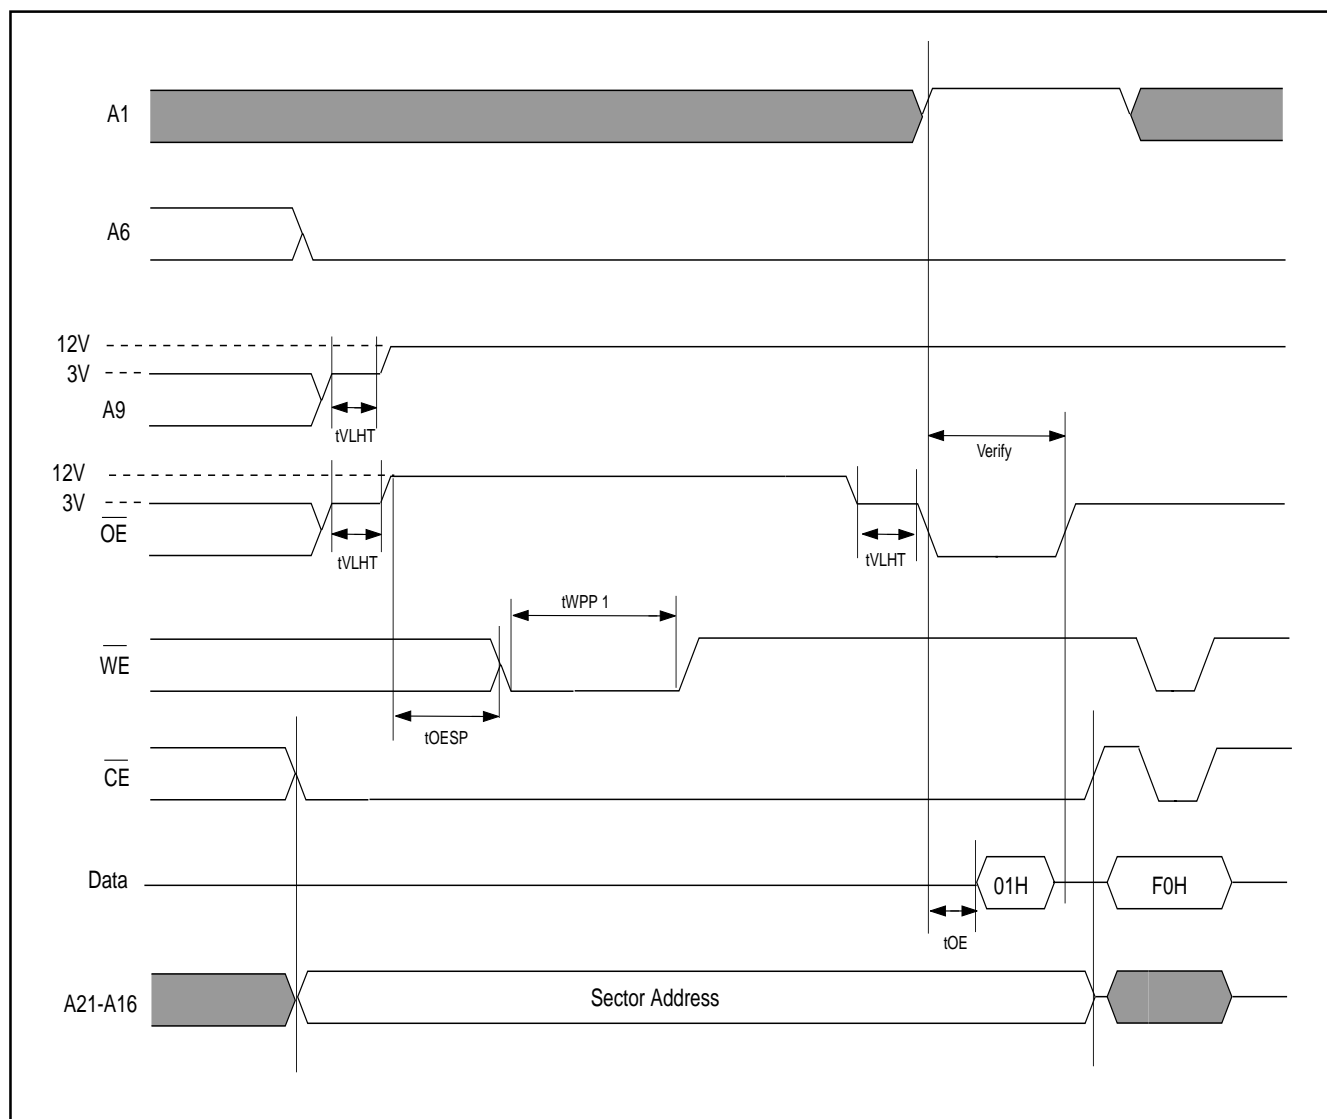 A1
A6
12V
3V
A9
tVLHT
Verify
12V
3V
OE
tVLHT
tVLHT
tWPP 1
WE
tOESP
CE
Data
01H
F0H
tOE
A21-A16
Sector Address